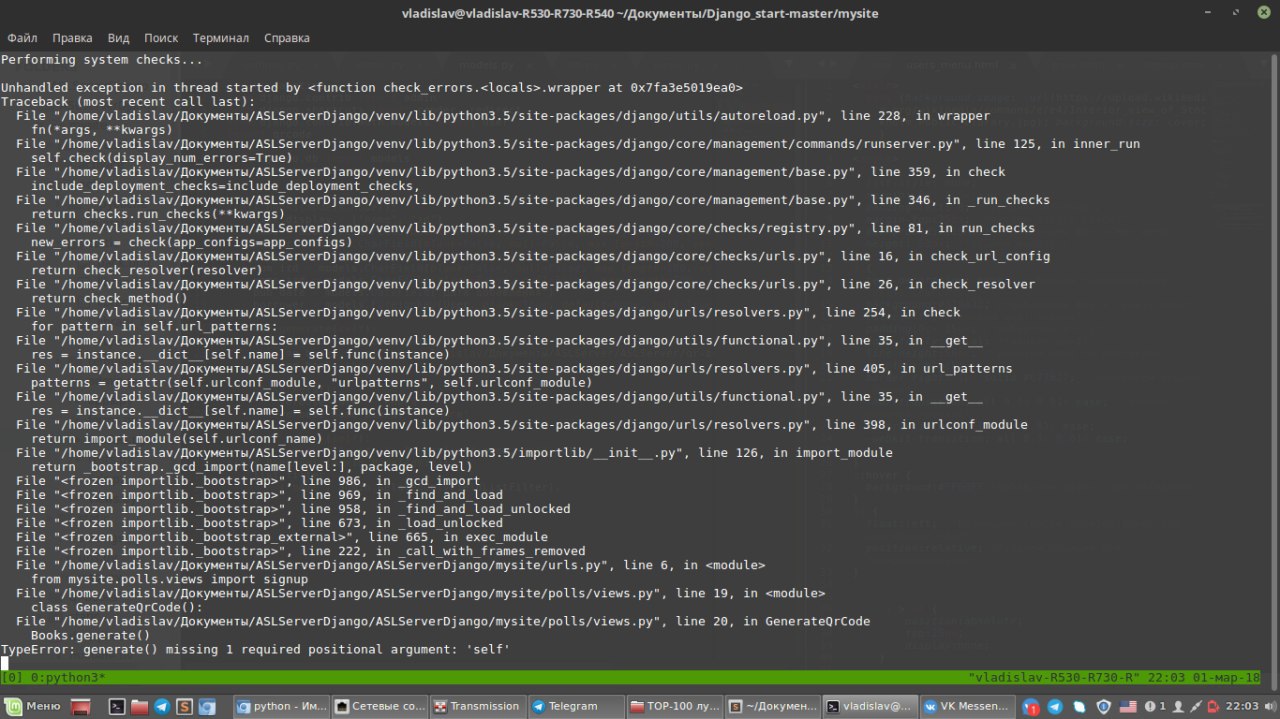 vladislav@vladislav-R530-R730-R540 ~/Документы/Django_start-master/mysite
Файл Правка Вид Поиск Терминал Справка
Performing system checks...
Unhandled exception in thread started by <function check_errors.<locals>.wrapper at 0x7fa3e5019ea0>
Traceback (most recent call last):
  File "/home/vladislav/Документы/ASLServerDjango/venv/lib/python3.5/site-packages/django/utils/autoreload.py", line 228, in wrapper
    fn(*args, **kwargs)
  File "/home/vladislav/Документы/ASLServerDjango/venv/lib/python3.5/site-packages/django/core/management/commands/runserver.py", line 125, in inner_run
    self.check(display_num_errors=True)
  File "/home/vladislav/Документы/ASLServerDjango/venv/lib/python3.5/site-packages/django/core/management/base.py", line 359, in check
    include_deployment_checks=include_deployment_checks,
  File "/home/vladislav/Документы/ASLServerDjango/venv/lib/python3.5/site-packages/django/core/management/base.py", line 346, in _run_checks
    return checks.run_checks(**kwargs)
  File "/home/vladislav/Документы/ASLServerDjango/venv/lib/python3.5/site-packages/django/core/checks/registry.py", line 81, in run_checks
    new_errors = check(app_configs=app_configs)
  File "/home/vladislav/Документы/ASLServerDjango/venv/lib/python3.5/site-packages/django/core/checks/urls.py", line 16, in check_url_config
    return check_resolver(resolver)
  File "/home/vladislav/Документы/ASLServerDjango/venv/lib/python3.5/site-packages/django/core/checks/urls.py", line 26, in check_resolver
    return check_method()
  File "/home/vladislav/Документы/ASLServerDjango/venv/lib/python3.5/site-packages/django/urls/resolvers.py", line 254, in check
    for pattern in self.url_patterns:
  File "/home/vladislav/Документы/ASLServerDjango/venv/lib/python3.5/site-packages/django/utils/functional.py", line 35, in __get__
    res = instance.__dict__[self.name] = self.func(instance)
  File "/home/vladislav/Документы/ASLServerDjango/venv/lib/python3.5/site-packages/django/urls/resolvers.py", line 405, in url_patterns
    patterns = getattr(self.urlconf_module, "urlpatterns", self.urlconf_module)
  File "/home/vladislav/Документы/ASLServerDjango/venv/lib/python3.5/site-packages/django/utils/functional.py", line 35, in __get__
    res = instance.__dict__[self.name] = self.func(instance)
  File "/home/vladislav/Документы/ASLServerDjango/venv/lib/python3.5/site-packages/django/urls/resolvers.py", line 398, in urlconf_module
    return import_module(self.urlconf_name)
  File "/home/vladislav/Документы/ASLServerDjango/venv/lib/python3.5/importlib/__init__.py", line 126, in import_module
    return _bootstrap._gcd_import(name[level:], package, level)
  File "<frozen importlib._bootstrap>", line 986, in _gcd_import
  File "<frozen importlib._bootstrap>", line 969, in _find_and_load
  File "<frozen importlib._bootstrap>", line 958, in _find_and_load_unlocked
  File "<frozen importlib._bootstrap>", line 673, in _load_unlocked
  File "<frozen importlib._bootstrap_external>", line 665, in exec_module
  File "<frozen importlib._bootstrap>", line 222, in _call_with_frames_removed
  File "/home/vladislav/Документы/ASLServerDjango/ASLServerDjango/mysite/urls.py", line 6, in <module>
    from mysite.polls.views import signup
  File "/home/vladislav/Документы/ASLServerDjango/ASLServerDjango/mysite/polls/views.py", line 19, in <module>
    class GenerateQrCode():
  File "/home/vladislav/Документы/ASLServerDjango/ASLServerDjango/mysite/polls/views.py", line 20, in GenerateQrCode
    Books.generate()
TypeError: generate() missing 1 required positional argument: 'self'
[0] 0:python3* "vladislav-R530-R730-R" 22:03 01-мар-18
Меню python - Им... Сетевые со... Transmission Telegram TOP-100 лу... ~/Докумен... vladislav@... VK Messen... 1 1 22:03